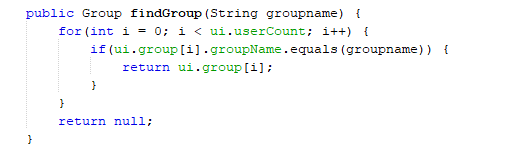 public Group findGroup(String groupname) {
    for(int i = 0; i < ui.userCount; i++) {
        if(ui.group[i].groupName.equals(groupname)) {
            return ui.group[i];
        }
    }
    return null;
}